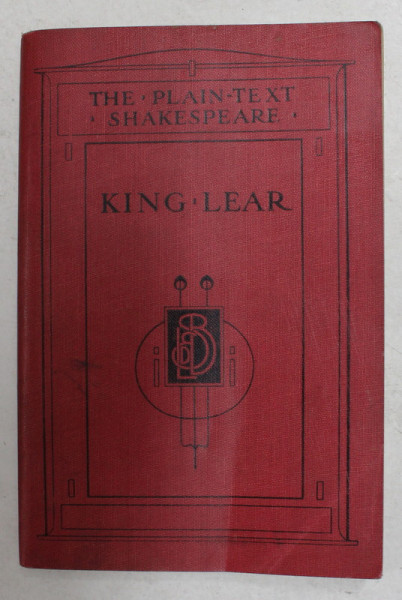 THE · PLAIN-TEXT
· SHAKESPEARE ·
KING · LEAR